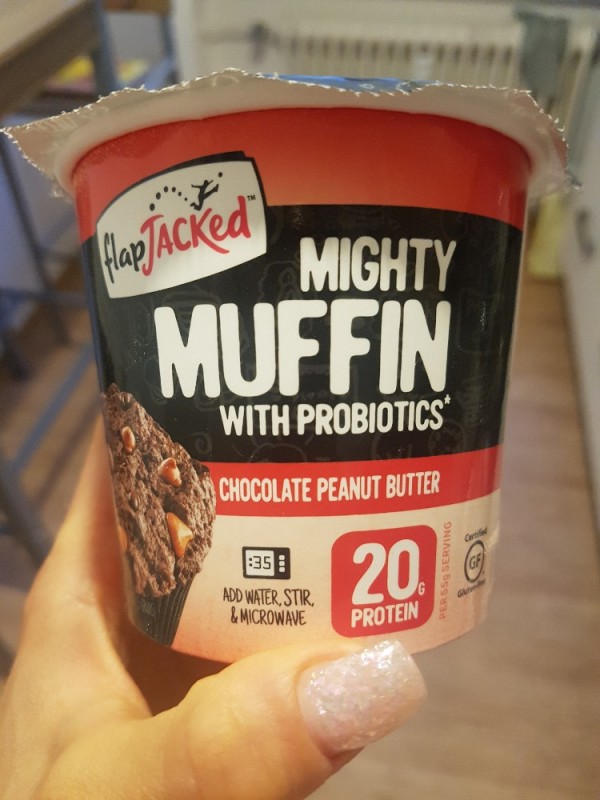 flapJACKed™
MIGHTY
MUFFIN
WITH PROBIOTICS*
CHOCOLATE PEANUT BUTTER
:35
ADD WATER, STIR,
& MICROWAVE
20G
PROTEIN
PER 55g SERVING
Certified
GF